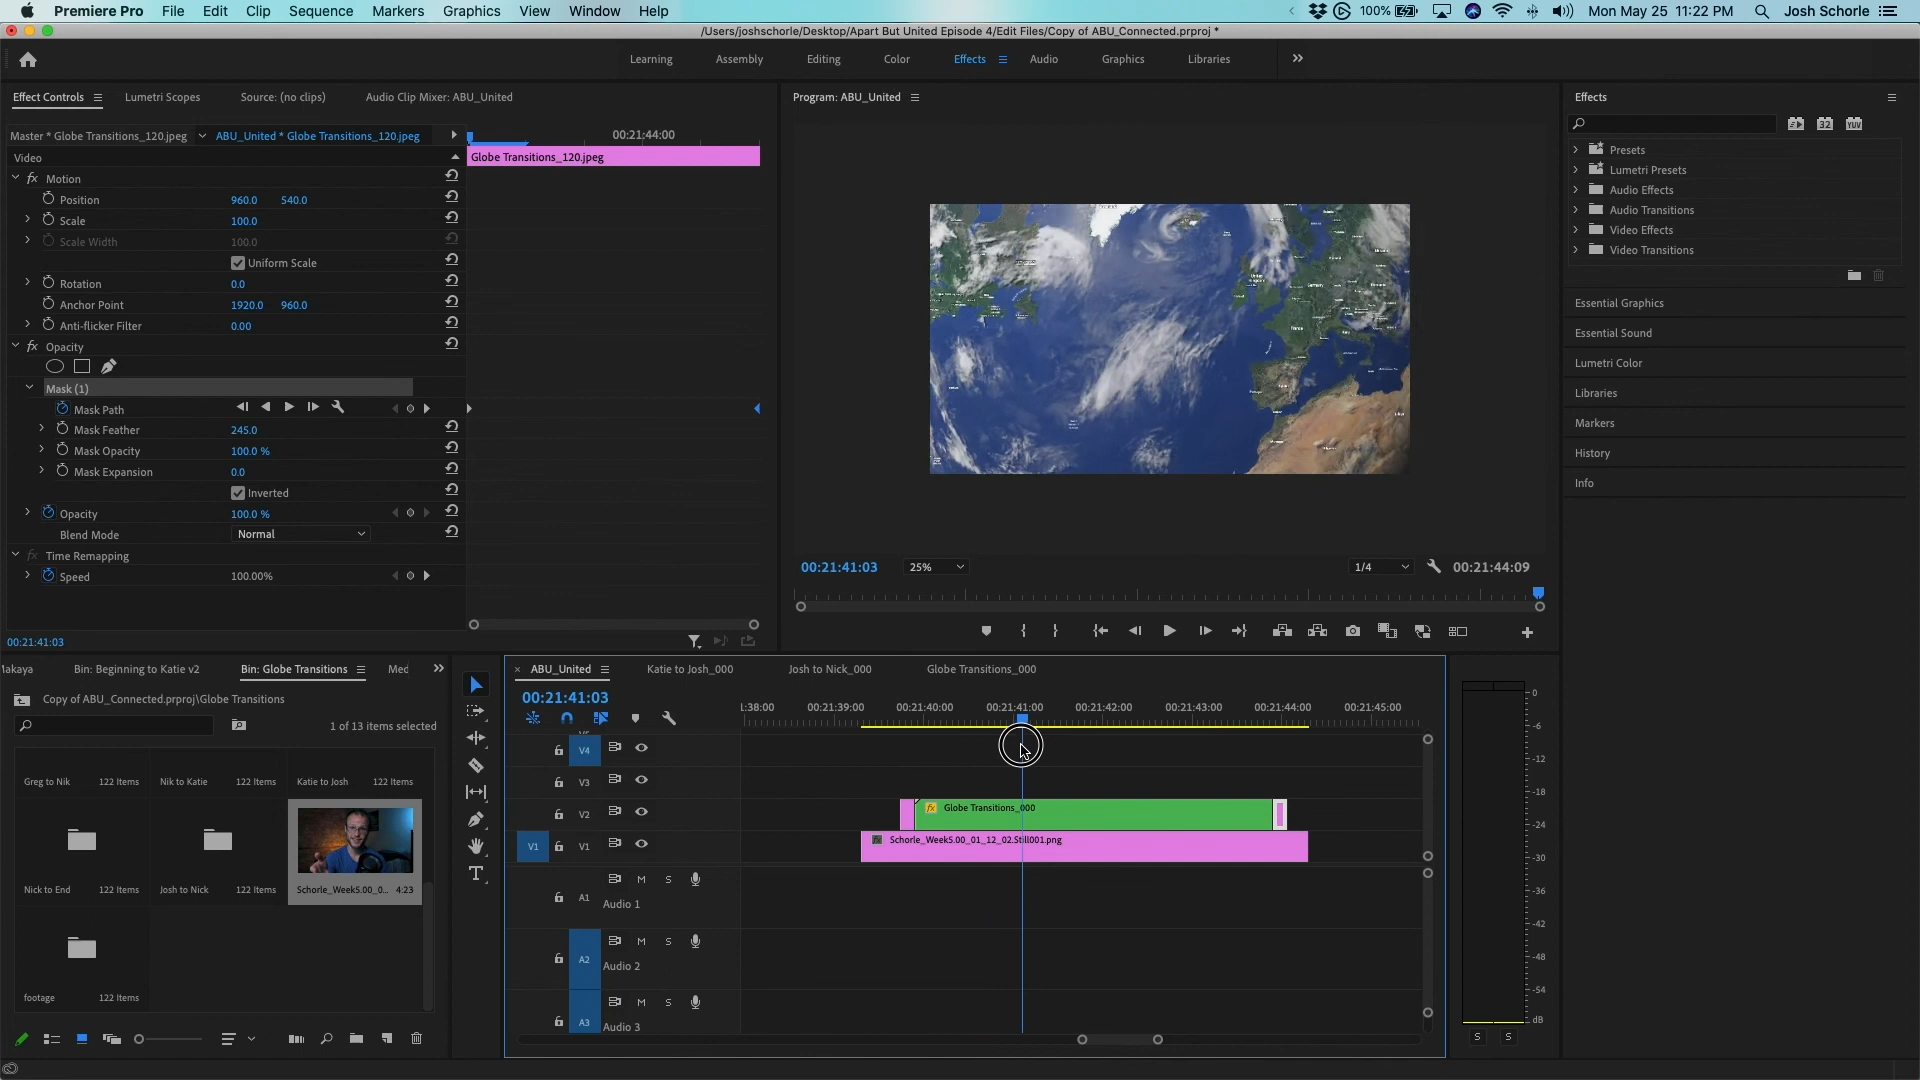 Premiere Pro File Edit Clip Sequence Markers Graphics View Window Help
100% Mon May 25 11:22 PM Josh Schorle
/Users/joshschorle/Desktop/Apart But United Episode 4/Edit Files/Copy of ABU_Connected.prproj *
Learning Assembly Editing Color Effects Audio Graphics Libraries
Effect Controls Lumetri Scopes Source: (no clips) Audio Clip Mixer: ABU_United
Master * Globe Transitions_120.jpeg ABU_United * Globe Transitions_120.jpeg
00:21:44:00
Video
Globe Transitions_120.jpeg
fx Motion
Position 960.0 540.0
Scale 100.0
Scale Width 100.0
Uniform Scale
Rotation 0.0
Anchor Point 1920.0 960.0
Anti-flicker Filter 0.00
fx Opacity
Mask (1)
Mask Path
Mask Feather 245.0
Mask Opacity 100.0 %
Mask Expansion 0.0
Inverted
Opacity 100.0 %
Blend Mode Normal
fx Time Remapping
Speed 100.00%
00:21:41:03
Program: ABU_United
00:21:41:03 25% 1/4 00:21:44:09
Effects
32 YUV
Presets
Lumetri Presets
Audio Effects
Audio Transitions
Video Effects
Video Transitions
Essential Graphics
Essential Sound
Lumetri Color
Libraries
Markers
History
Info
Makaya Bin: Beginning to Katie v2 Bin: Globe Transitions Med
Copy of ABU_Connected.prproj\Globe Transitions
1 of 13 items selected
Greg to Nik 122 Items Nik to Katie 122 Items Katie to Josh 122 Items
Nick to End 122 Items Josh to Nick 122 Items Schorle_Week5.00_0... 4:23
footage 122 Items
× ABU_United Katie to Josh_000 Josh to Nick_000 Globe Transitions_000
00:21:41:03
1:38:00 00:21:39:00 00:21:40:00 00:21:41:00 00:21:42:00 00:21:43:00 00:21:44:00 00:21:45:00
V4
V3
V2
fx Globe Transitions_000
V1 V1
fx Schorle_Week5.00_01_12_02.Still001.png
A1 M S
Audio 1
A2 M S
Audio 2
A3 M S
Audio 3
0
-6
-12
-18
-24
-30
-36
-42
-48
-54
dB
S S